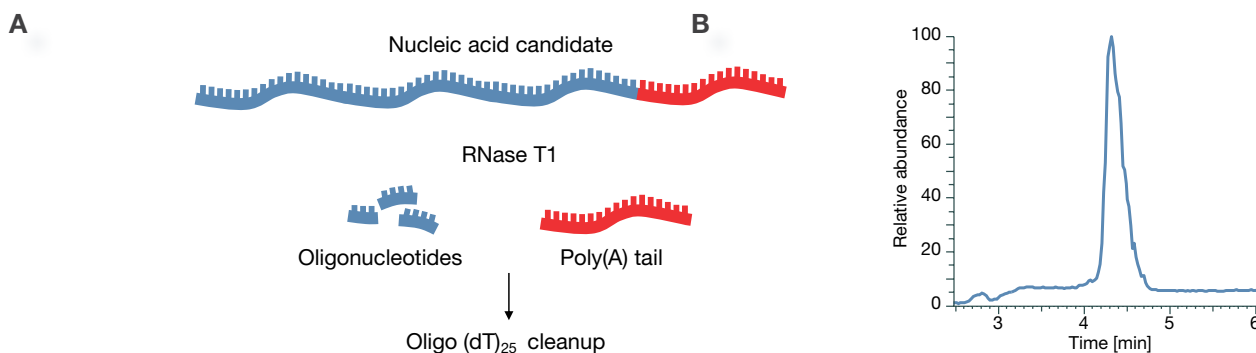 A
Nucleic acid candidate
RNase T1
Oligonucleotides
Poly(A) tail
Oligo (dT)25 cleanup
B
Relative abundance
100
80
60
40
20
0
3 4 5 6
Time [min]